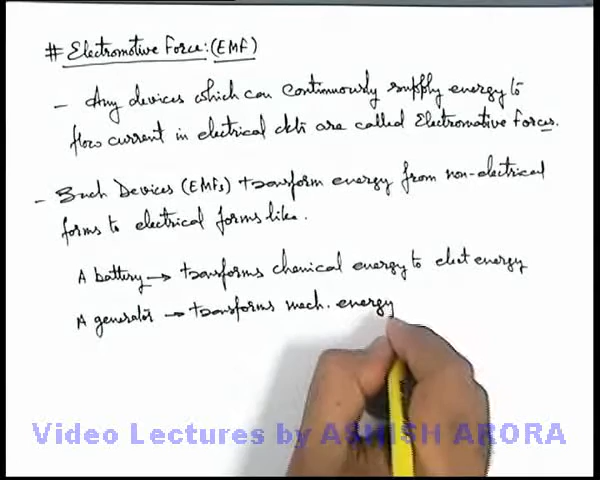 # Electromotive Force: (EMF)
- Any devices which can continuously supply energy to
flow current in electrical ckts are called Electromotive Forces.
- Such Devices (EMFs) transform energy from non-electrical
forms to electrical forms like.
A battery → transforms chemical energy to elect energy
A generator → transforms mech. energy
Video Lectures by ASHISH ARORA